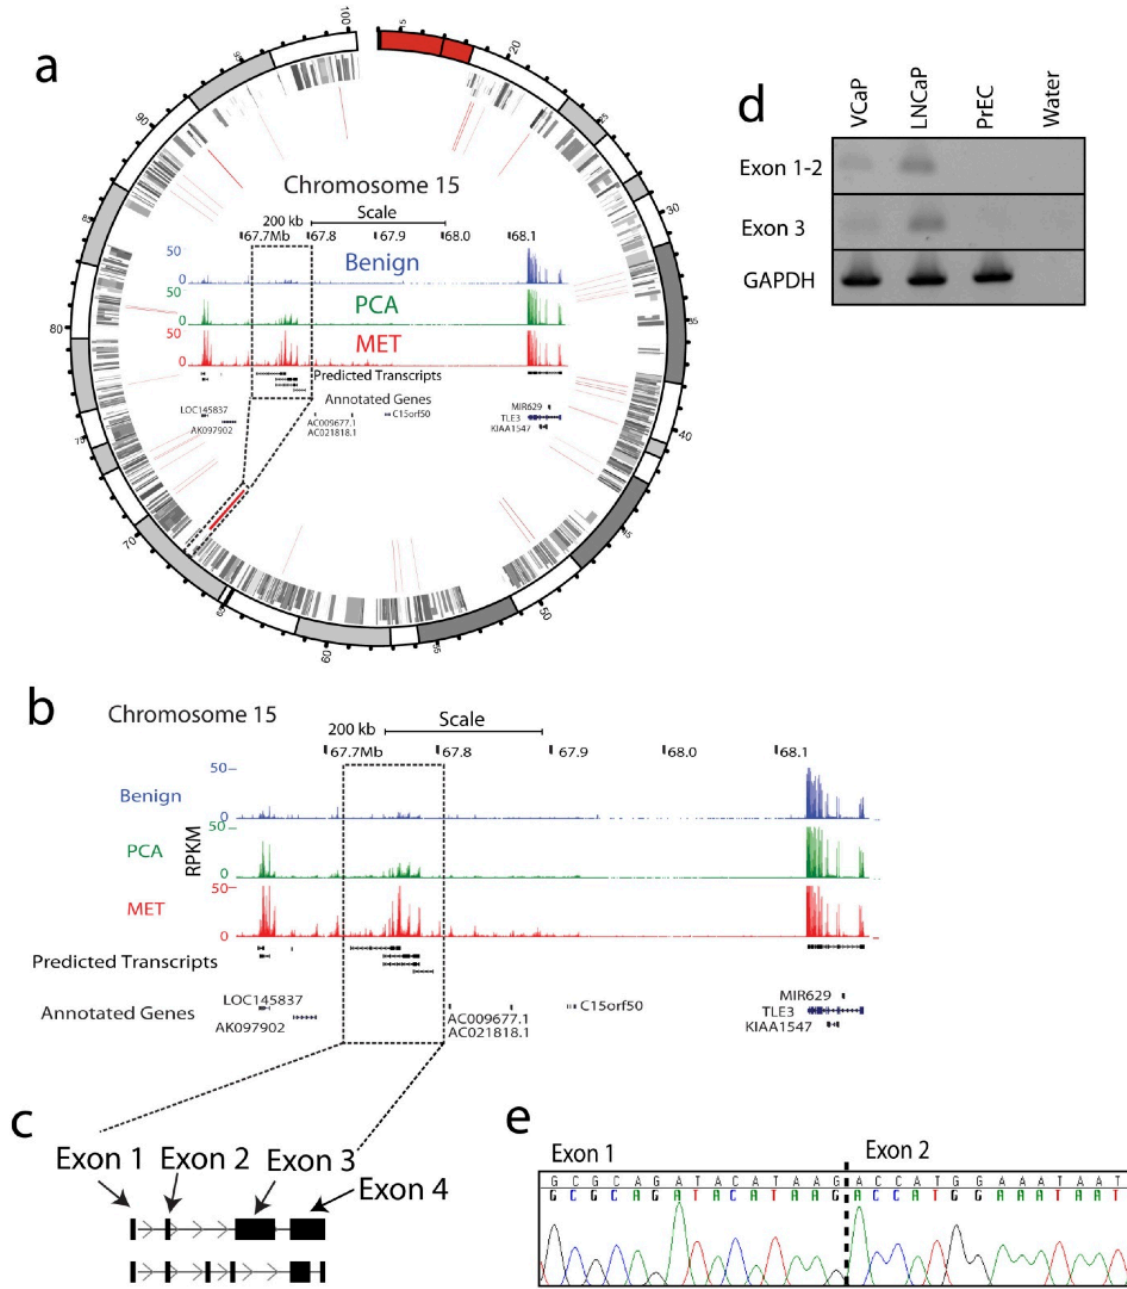 a
100
15
20
25
30
35
40
45
50
55
60
65
70
75
80
85
90
95
Chromosome 15
200 kb Scale
67.7Mb 67.8 67.9 68.0 68.1
50
0
Benign
50
0
PCA
50
0
MET
Predicted Transcripts
Annotated Genes
LOC145837
AK097902
AC009677.1
AC021818.1
C15orf50
MIR629
TLE3
KIAA1547
d
VCaP LNCaP PrEC Water
Exon 1-2
Exon 3
GAPDH
b
Chromosome 15
200 kb Scale
67.7Mb 67.8 67.9 68.0 68.1
50
Benign
0
50
PCA
RPKM
0
50
MET
0
Predicted Transcripts
Annotated Genes
LOC145837
AK097902
AC009677.1
AC021818.1
C15orf50
MIR629
TLE3
KIAA1547
c
Exon 1 Exon 2 Exon 3
Exon 4
e
Exon 1 Exon 2
G C G C A G A T A C A T A A G A C C A T G G A A A T A A T
G C G C A G A T A C A T A A G A C C A T G G A A A T A A T